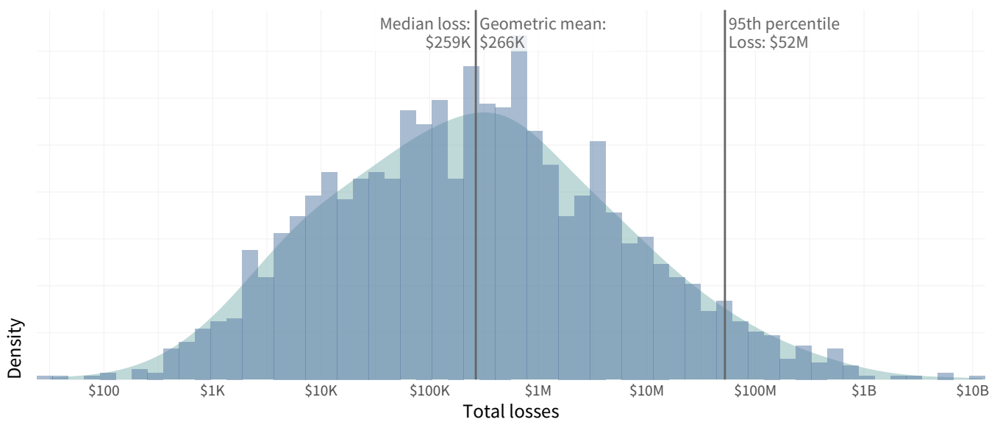 Median loss:
$259K
Geometric mean:
$266K
95th percentile
Loss: $52M
Density
$100
$1K
$10K
$100K
$1M
$10M
$100M
$1B
$10B
Total losses